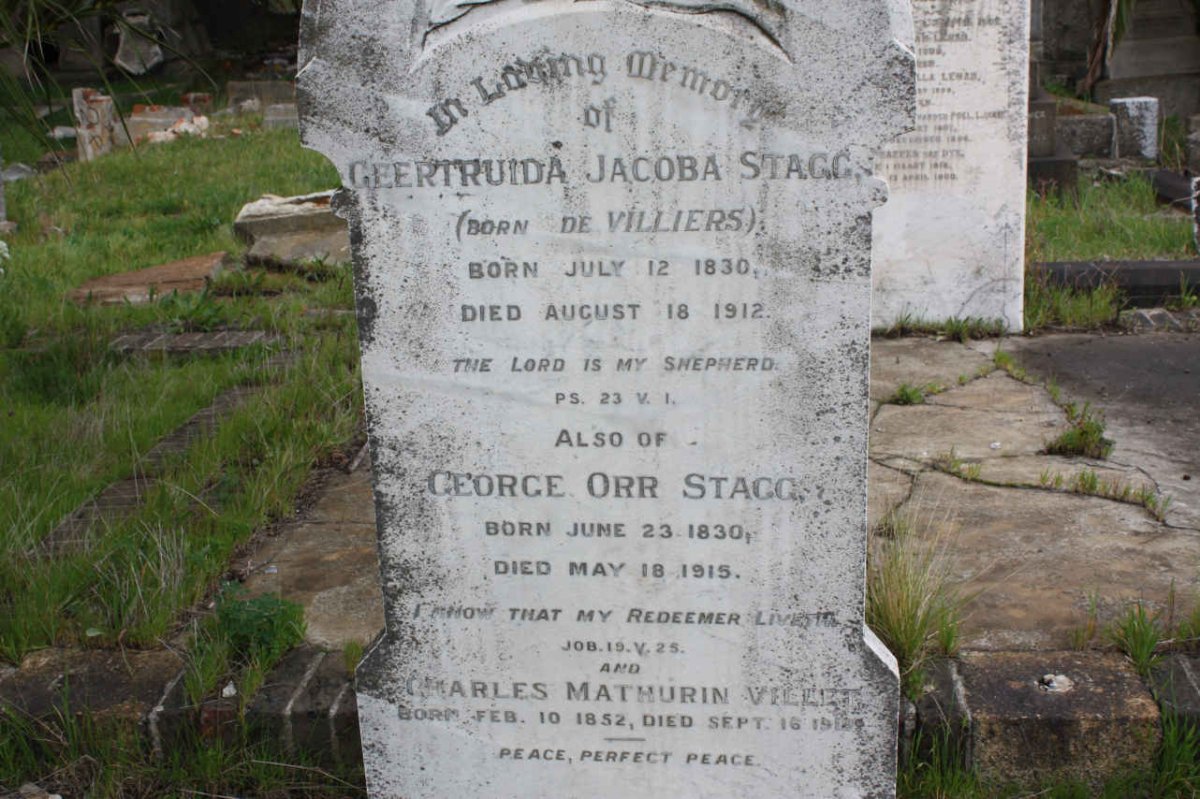 In Loving Memory
of
GEERTRUIDA JACOBA STAGG
(BORN DE VILLIERS)
BORN JULY 12 1830,
DIED AUGUST 18 1912.
THE LORD IS MY SHEPHERD.
PS. 23 V. 1.
ALSO OF
GEORGE ORR STAGG,
BORN JUNE 23 1830,
DIED MAY 18 1915.
I KNOW THAT MY REDEEMER LIVETH.
JOB. 19. V. 25.
AND
CHARLES MATHURIN VILLET
BORN FEB. 10 1852, DIED SEPT. 16
PEACE, PERFECT PEACE.